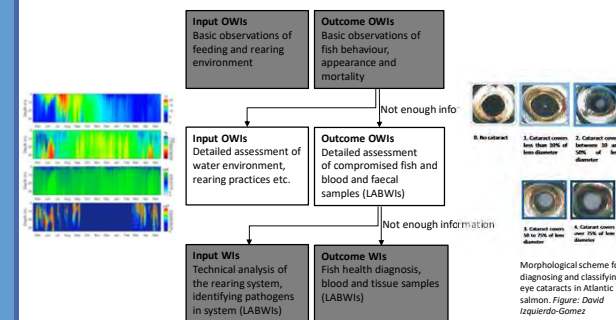 Input OWIs
Basic observations of
feeding and rearing
environment
Outcome OWIs
Basic observations of
fish behaviour,
appearance and
mortality
Not enough info
Input OWIs
Detailed assessment of
water environment,
rearing practices etc.
Outcome OWIs
Detailed assessment
of compromised fish and
blood and faecal
samples (LABWIs)
Not enough information
Input WIs
Technical analysis of
the rearing system,
identifying pathogens
in system (LABWIs)
Outcome WIs
Fish health diagnosis,
blood and tissue samples
(LABWIs)
0. No cataract
1. Cataract covers
less than 10% of
lens diameter
2. Cataract cove
between 10 a
50% of le
diameter
3. Cataract covers
50 to 75% of lens
diameter
4. Cataract covers
over 75% of lens
diameter
Morphological scheme fo
diagnosing and classifyin
eye cataracts in Atlantic
salmon. Figure: David
Izquierdo-Gomez